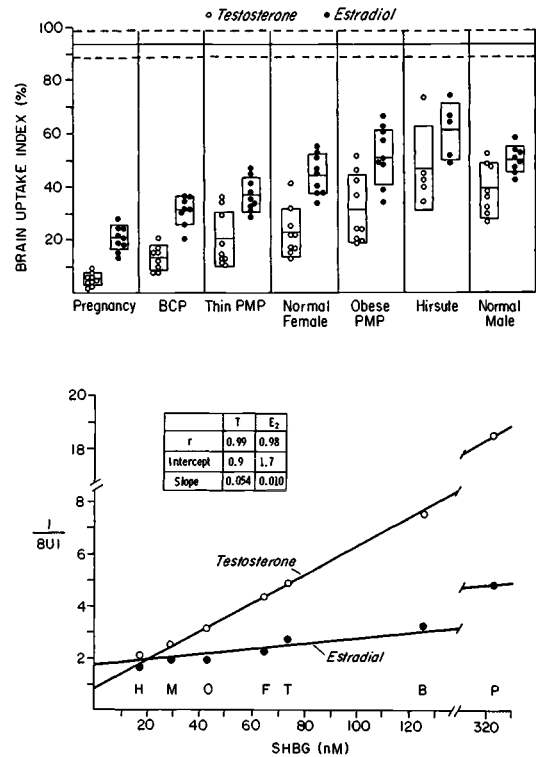 ○ Testosterone ● Estradiol
BRAIN UPTAKE INDEX (%)
100
80
60
40
20
Pregnancy BCP Thin PMP Normal Female Obese PMP Hirsute Normal Male
20
18
8
6
4
2
1
8UI
T E₂
r 0.99 0.98
Intercept 0.9 1.7
Slope 0.054 0.010
Testosterone
Estradial
H M O F T B P
20 40 60 80 100 120 320
SHBG (nM)